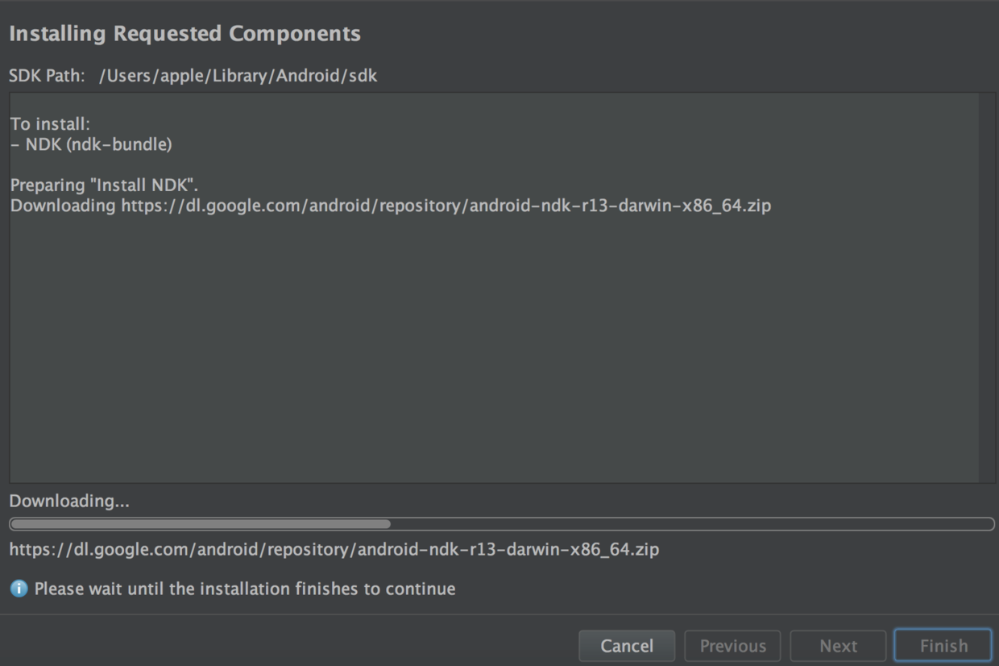 Installing Requested Components
SDK Path: /Users/apple/Library/Android/sdk
To install:
- NDK (ndk-bundle)
Preparing "Install NDK".
Downloading https://dl.google.com/android/repository/android-ndk-r13-darwin-x86_64.zip
Downloading...
https://dl.google.com/android/repository/android-ndk-r13-darwin-x86_64.zip
Please wait until the installation finishes to continue
Cancel Previous Next Finish